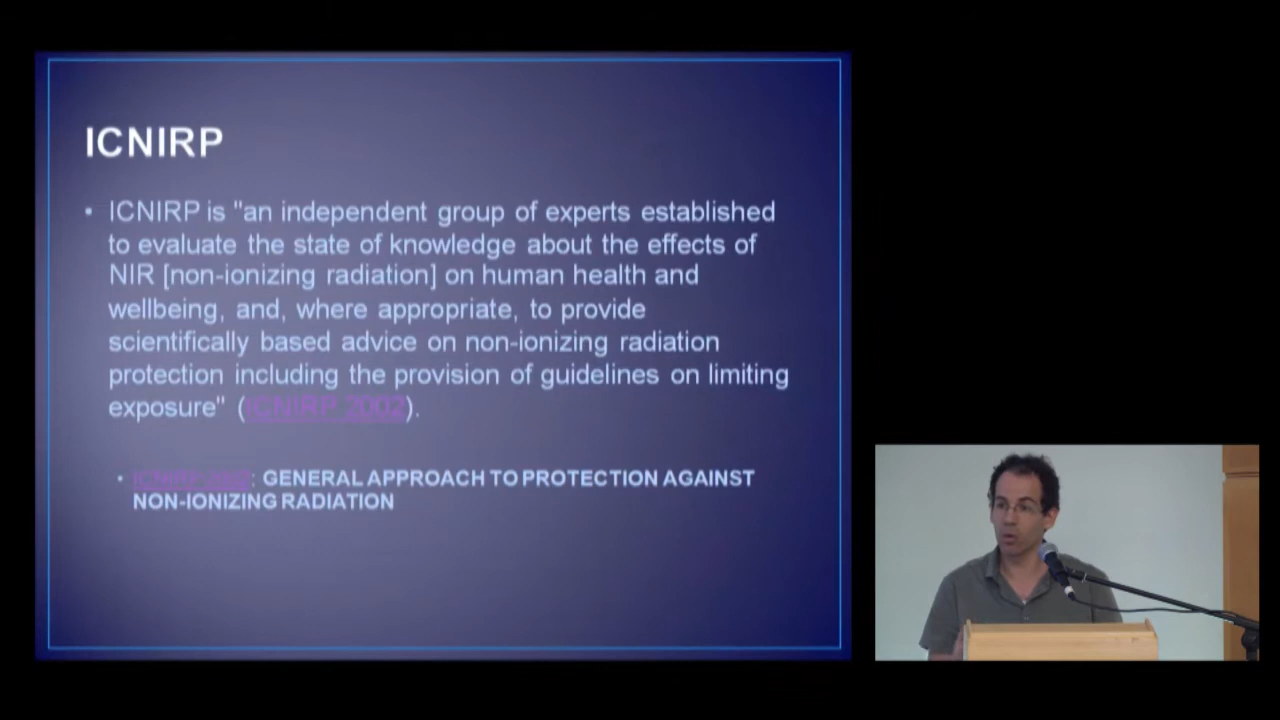 ICNIRP
• ICNIRP is "an independent group of experts established
to evaluate the state of knowledge about the effects of
NIR [non-ionizing radiation] on human health and
wellbeing, and, where appropriate, to provide
scientifically based advice on non-ionizing radiation
protection including the provision of guidelines on limiting
exposure" (ICNIRP 2002).
• ICNIRP 2002: GENERAL APPROACH TO PROTECTION AGAINST
NON-IONIZING RADIATION